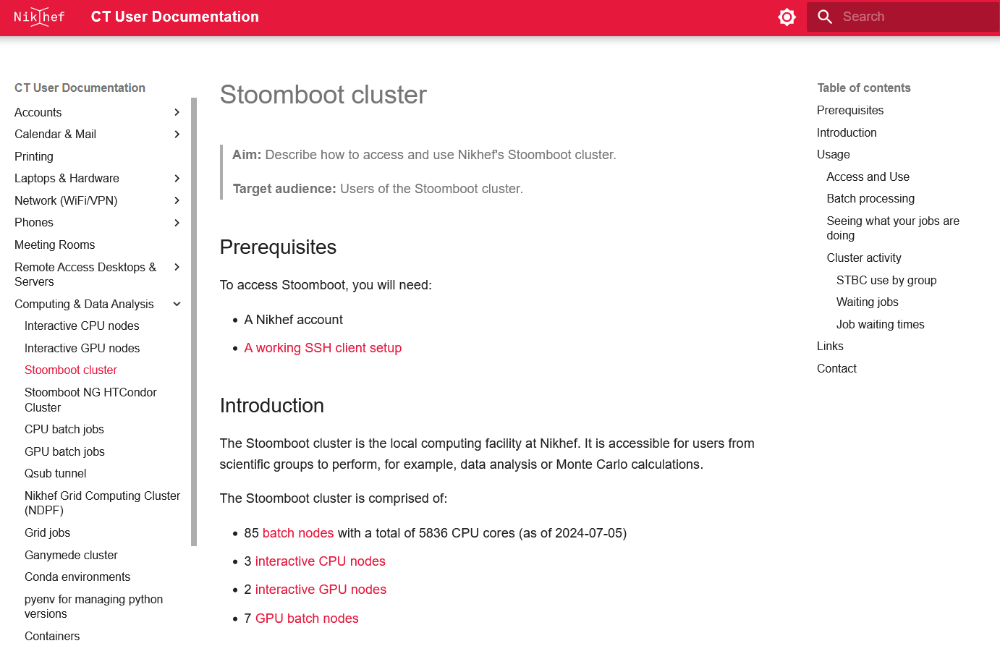 Nikhef
CT User Documentation
Search
CT User Documentation
Accounts
Calendar & Mail
Printing
Laptops & Hardware
Network (WiFi/VPN)
Phones
Meeting Rooms
Remote Access Desktops &
Servers
Computing & Data Analysis
Interactive CPU nodes
Interactive GPU nodes
Stoomboot cluster
Stoomboot NG HTCondor
Cluster
CPU batch jobs
GPU batch jobs
Qsub tunnel
Nikhef Grid Computing Cluster
(NDPF)
Grid jobs
Ganymede cluster
Conda environments
pyenv for managing python
versions
Containers
Stoomboot cluster
Aim: Describe how to access and use Nikhef's Stoomboot cluster.
Target audience: Users of the Stoomboot cluster.
Prerequisites
To access Stoomboot, you will need:
• A Nikhef account
• A working SSH client setup
Introduction
The Stoomboot cluster is the local computing facility at Nikhef. It is accessible for users from
scientific groups to perform, for example, data analysis or Monte Carlo calculations.
The Stoomboot cluster is comprised of:
• 85 batch nodes with a total of 5836 CPU cores (as of 2024-07-05)
• 3 interactive CPU nodes
• 2 interactive GPU nodes
• 7 GPU batch nodes
Table of contents
Prerequisites
Introduction
Usage
Access and Use
Batch processing
Seeing what your jobs are
doing
Cluster activity
STBC use by group
Waiting jobs
Job waiting times
Links
Contact